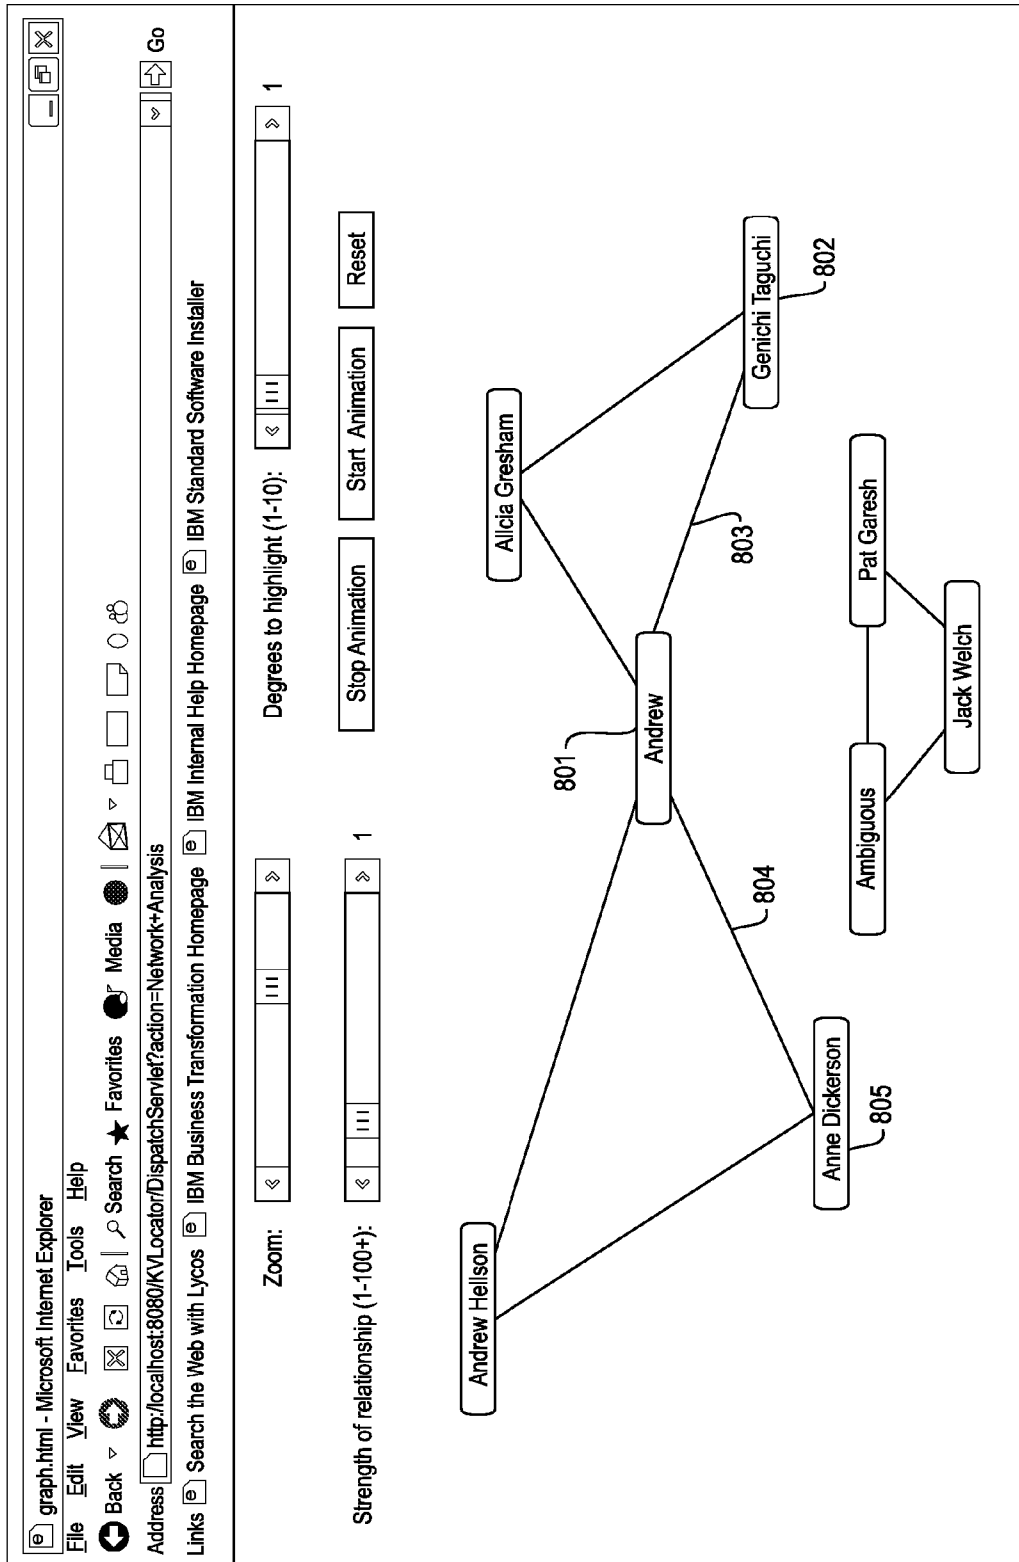 graph.html - Microsoft Internet Explorer
File Edit View Favorites Tools Help
Back Search Favorites Media
Address http:/localhost:8080/KVLocator/DispatchServlet?action=Network+Analysis Go
Links Search the Web with Lycos IBM Business Transformation Homepage IBM Internal Help Homepage IBM Standard Software Installer
Zoom: Degrees to highlight (1-10): 1
Strength of relationship (1-100+): 1 Stop Animation Start Animation Reset
Andrew Hellson
Alicia Gresham
801
Andrew
803
Genichi Taguchi
802
804
Anne Dickerson
805
Ambiguous
Pat Garesh
Jack Welch